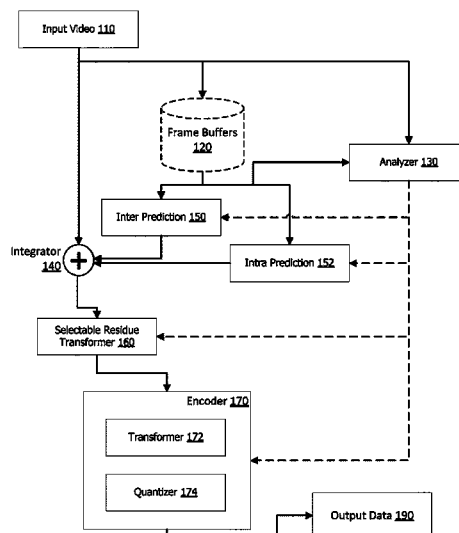 Input Video 110
Frame Buffers
120
Analyzer 130
Inter Prediction 150
Integrator
140
Intra Prediction 152
Selectable Residue
Transformer 160
Encoder 170
Transformer 172
Quantizer 174
Output Data 190